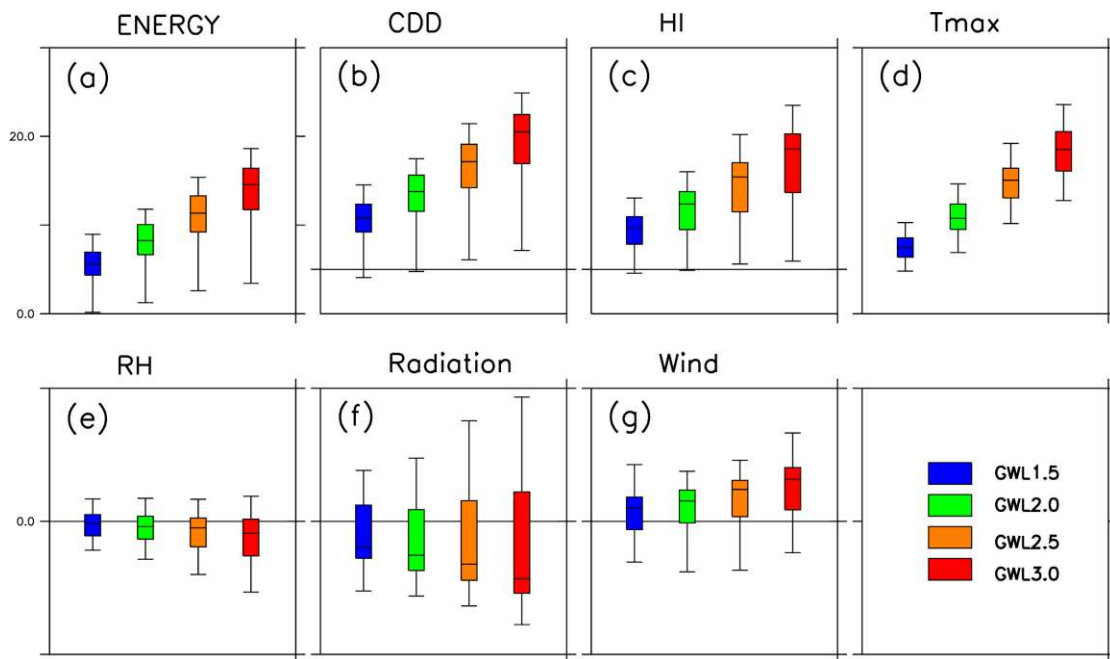 ENERGY CDD HI Tmax
(a) (b) (c) (d)
20.0
0.0
RH Radiation Wind
(e) (f) (g)
GWL1.5
GWL2.0
0.0
GWL2.5
GWL3.0